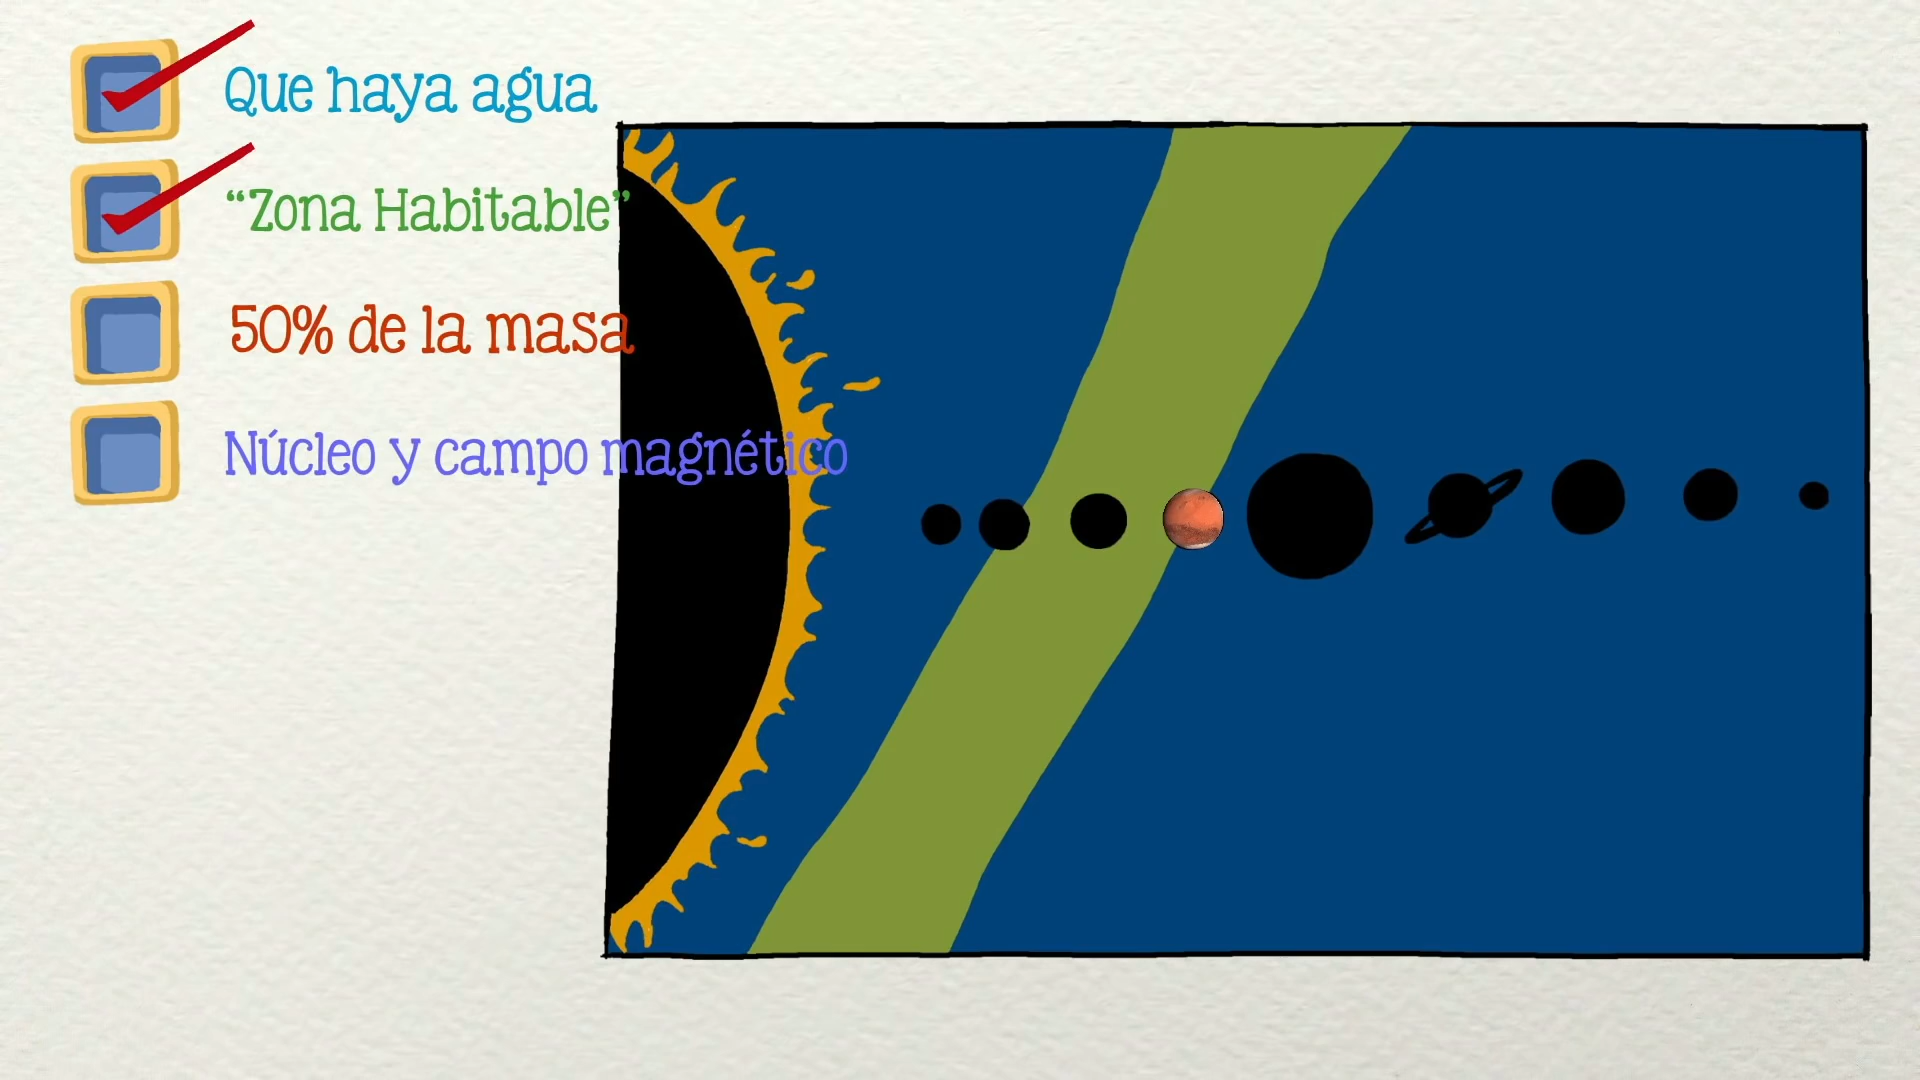 Que haya agua
“Zona Habitable”
50% de la masa
Núcleo y campo magnético